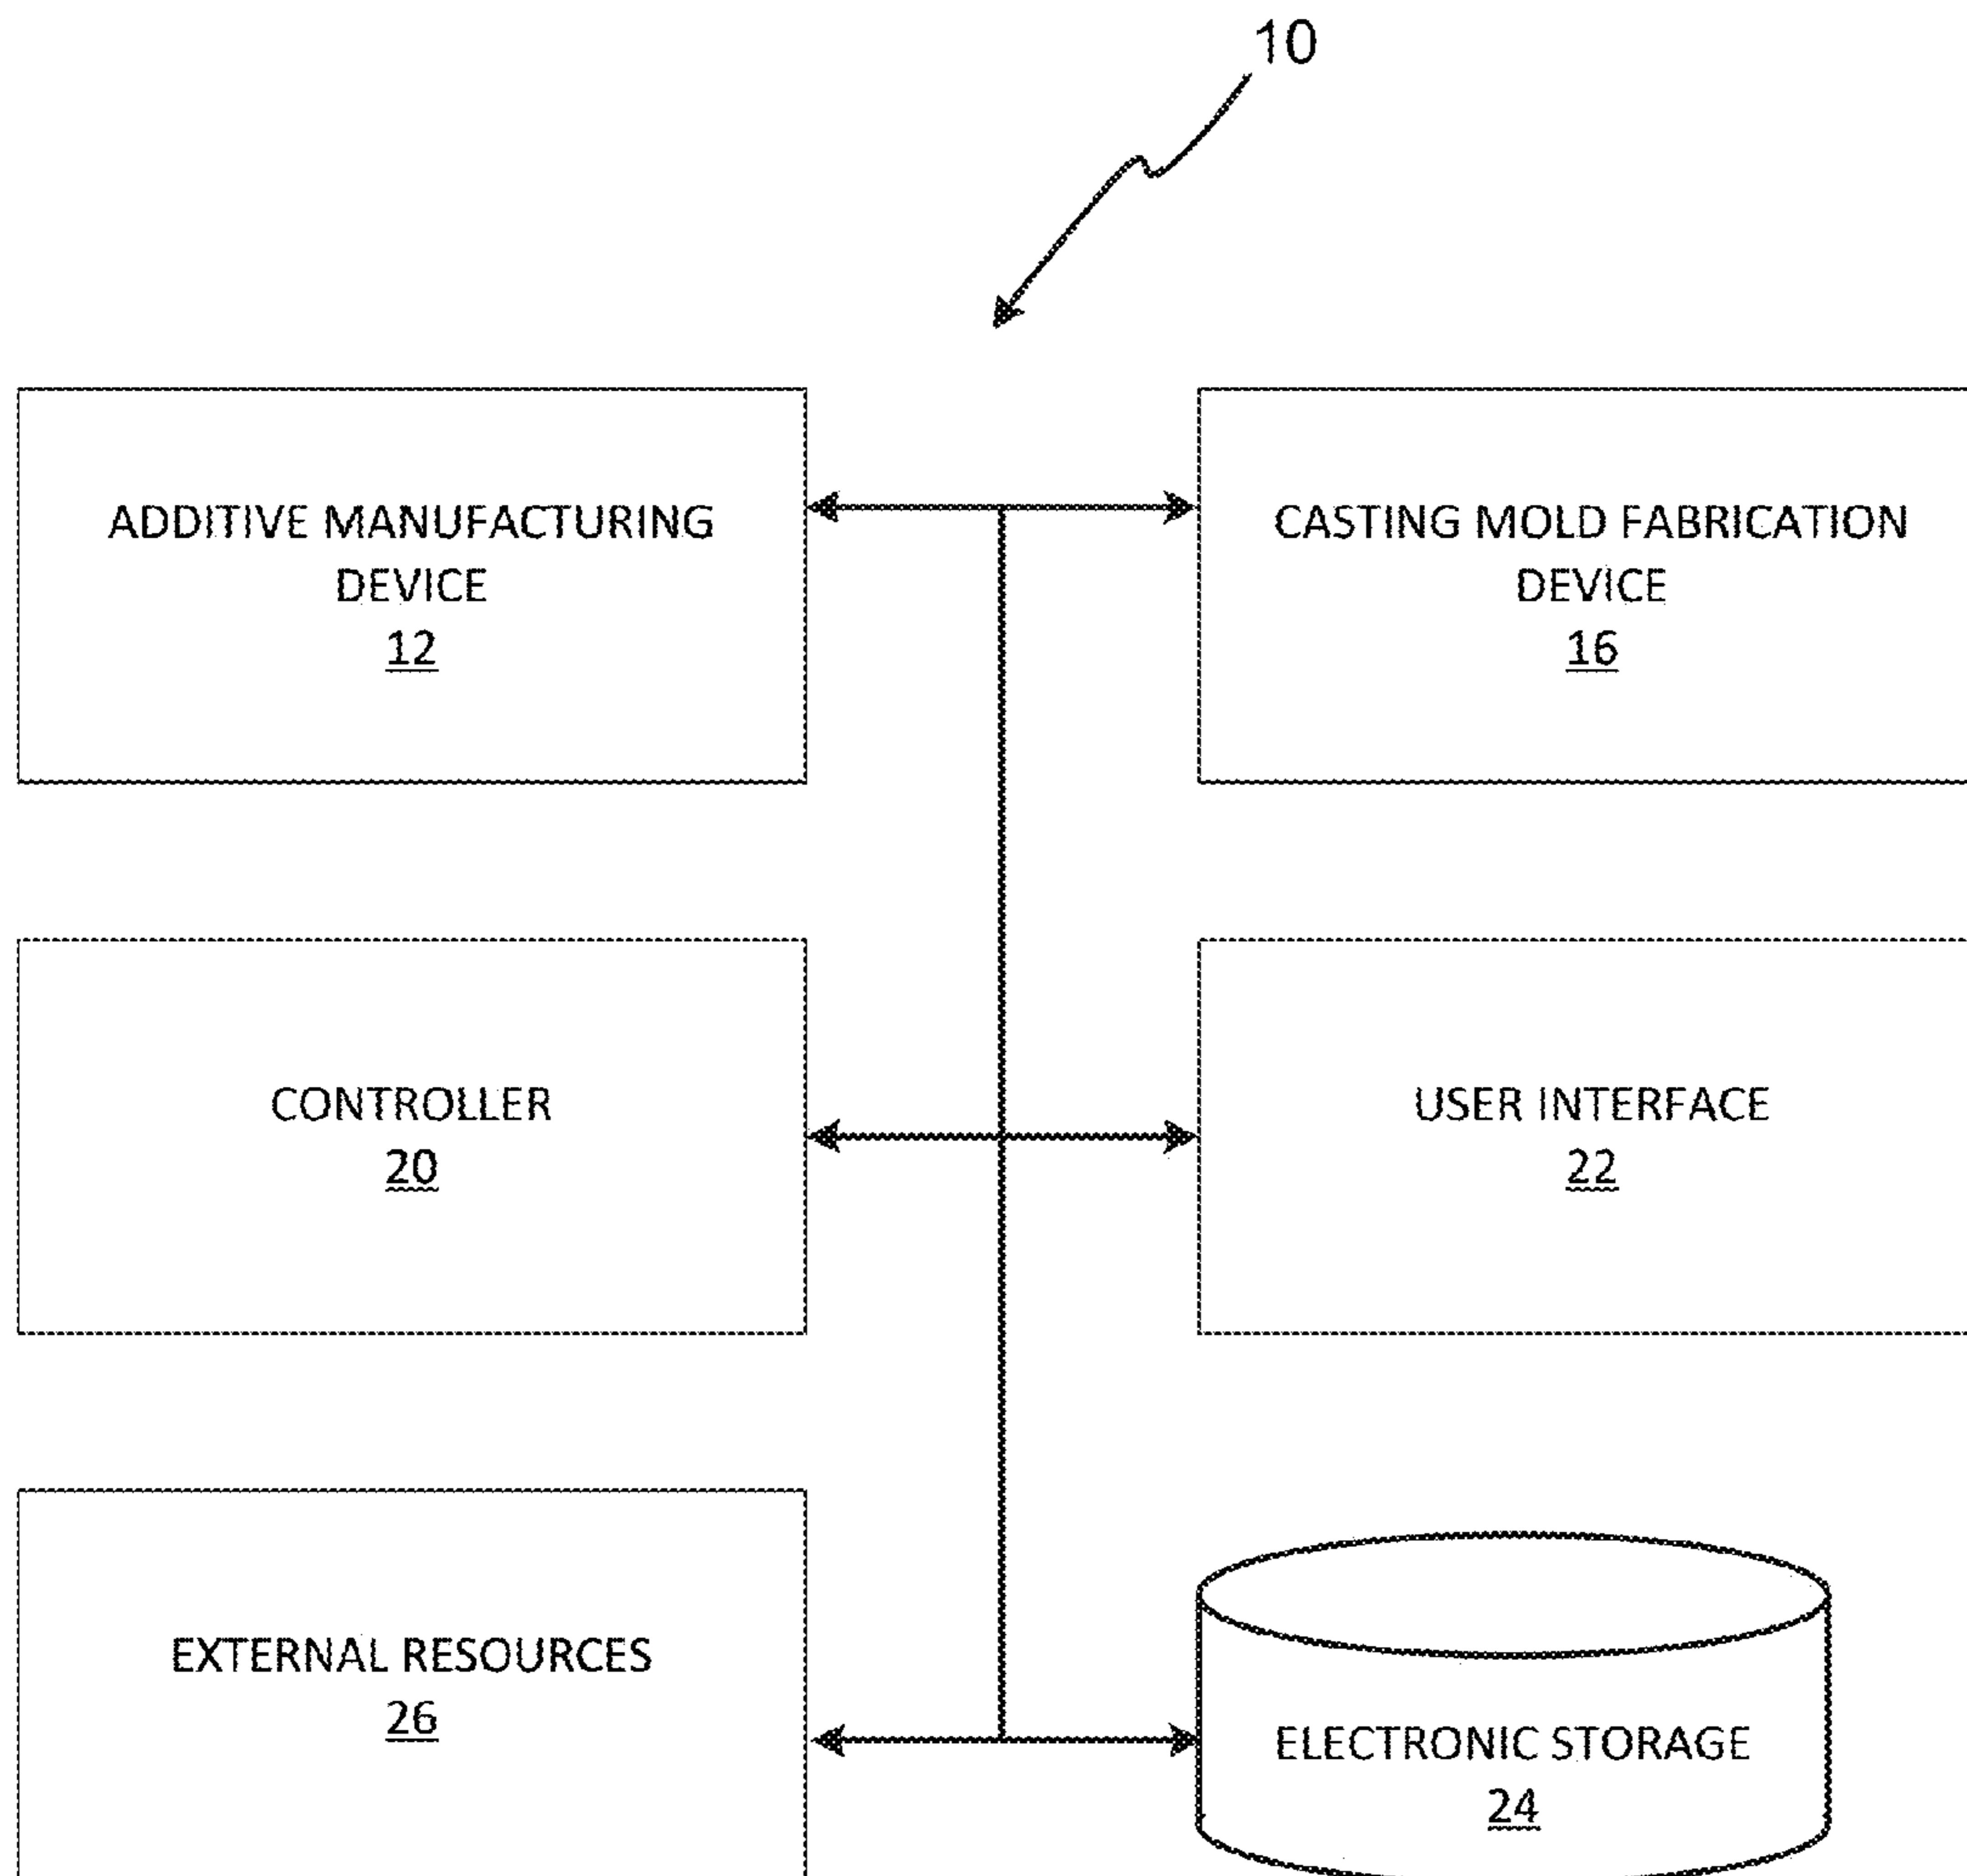 10
ADDITIVE MANUFACTURING
DEVICE
12
CASTING MOLD FABRICATION
DEVICE
16
CONTROLLER
20
USER INTERFACE
22
EXTERNAL RESOURCES
26
ELECTRONIC STORAGE
24